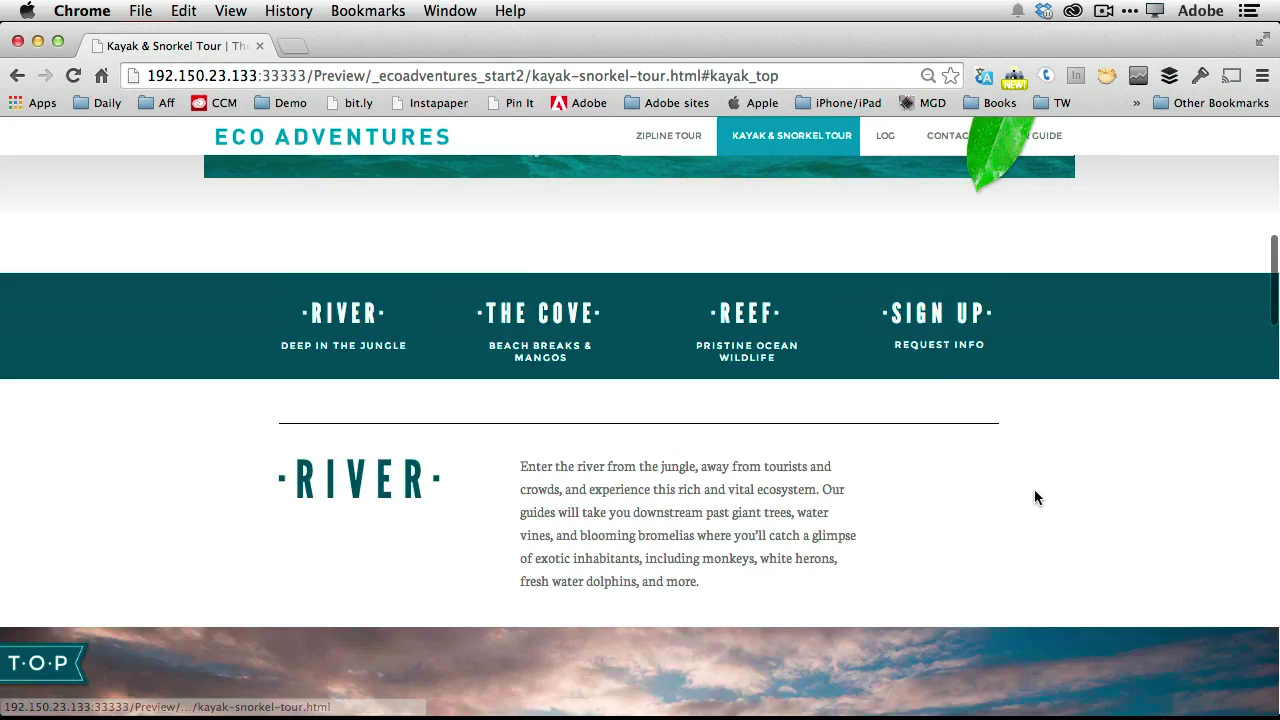 Chrome File Edit View History Bookmarks Window Help Adobe
Kayak & Snorkel Tour | Th
192.150.23.133:33333/Preview/_ecoadventures_start2/kayak-snorkel-tour.html#kayak_top
NEW!
Apps Daily Aff CCM Demo bit.ly Instapaper Pin It Adobe Adobe sites Apple iPhone/iPad MGD Books TW » Other Bookmarks
ECO ADVENTURES ZIPLINE TOUR KAYAK & SNORKEL TOUR LOG CONTAC GUIDE
·RIVER· ·THE COVE· ·REEF· ·SIGN UP·
DEEP IN THE JUNGLE BEACH BREAKS & PRISTINE OCEAN REQUEST INFO
MANGOS WILDLIFE
·RIVER·
Enter the river from the jungle, away from tourists and
crowds, and experience this rich and vital ecosystem. Our
guides will take you downstream past giant trees, water
vines, and blooming bromelias where you'll catch a glimpse
of exotic inhabitants, including monkeys, white herons,
fresh water dolphins, and more.
T·O·P
192.150.23.133:33333/Preview/.../kayak-snorkel-tour.html